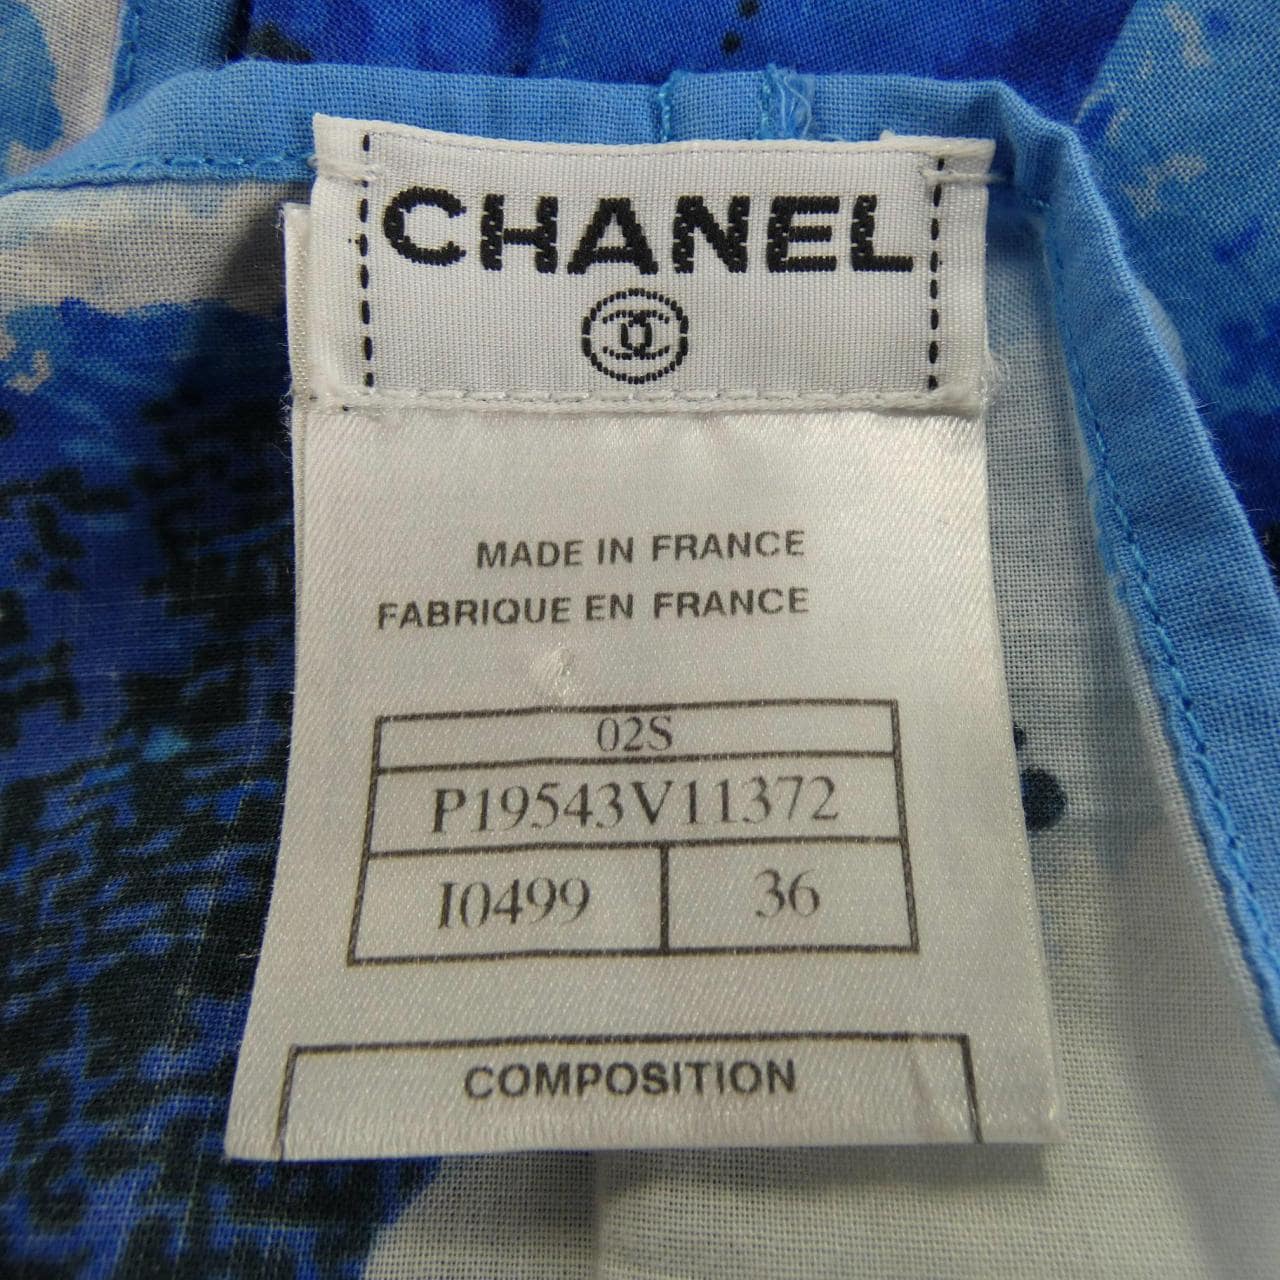 CHANEL
MADE IN FRANCE
FABRIQUE EN FRANCE
02S
P19543V11372
I0499 36
COMPOSITION